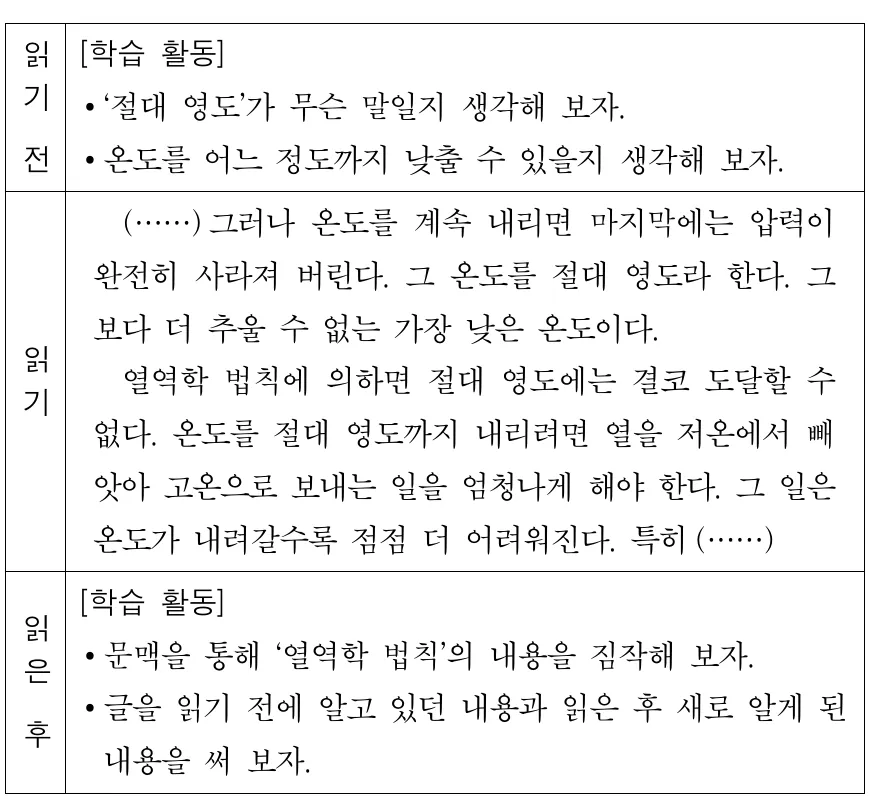 읽기 전
[학습 활동]
• ‘절대 영도’가 무슨 말일지 생각해 보자.
• 온도를 어느 정도까지 낮출 수 있을지 생각해 보자.
읽기
(……) 그러나 온도를 계속 내리면 마지막에는 압력이
완전히 사라져 버린다. 그 온도를 절대 영도라 한다. 그
보다 더 추울 수 없는 가장 낮은 온도이다.
열역학 법칙에 의하면 절대 영도에는 결코 도달할 수
없다. 온도를 절대 영도까지 내리려면 열을 저온에서 빼
앗아 고온으로 보내는 일을 엄청나게 해야 한다. 그 일은
온도가 내려갈수록 점점 더 어려워진다. 특히 (……)
읽은 후
[학습 활동]
• 문맥을 통해 ‘열역학 법칙’의 내용을 짐작해 보자.
• 글을 읽기 전에 알고 있던 내용과 읽은 후 새로 알게 된
내용을 써 보자.